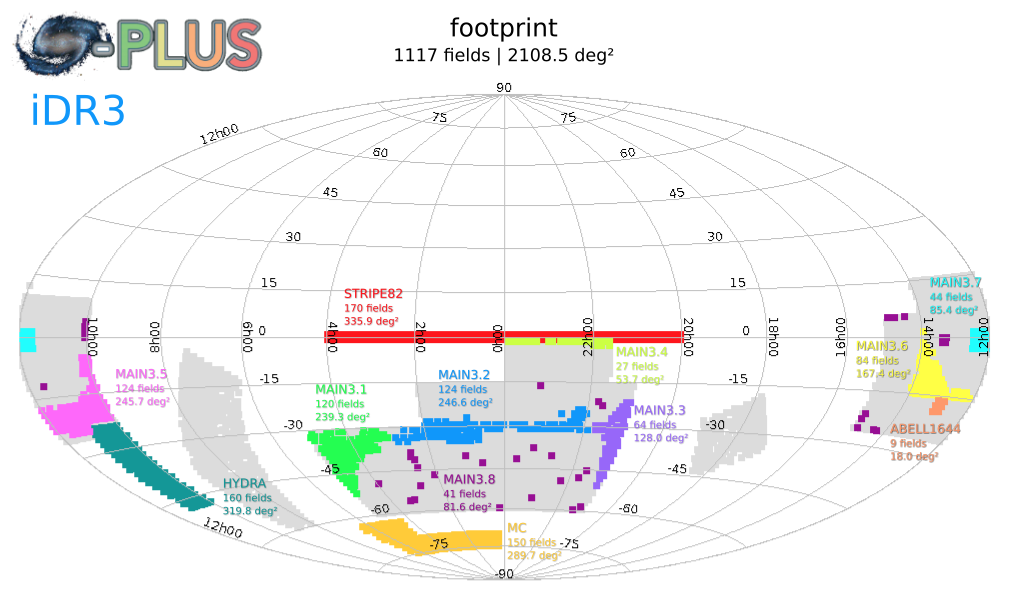 S-PLUS
footprint
1117 fields | 2108.5 deg²
iDR3
90
75
75
12h00
60
60
45
45
30
30
15
15
MAIN3.7
44 fields
85.4 deg²
STRIPE82
170 fields
335.9 deg²
10h00
08h00
6h00
0
4h00
2h00
0h00
22h00
20h00
0
18h00
16h00
14h00
12h00
MAIN3.4
27 fields
53.7 deg²
MAIN3.6
84 fields
167.4 deg²
MAIN3.5
124 fields
245.7 deg²
-15
-15
MAIN3.2
124 fields
246.6 deg²
MAIN3.1
120 fields
239.3 deg²
MAIN3.3
64 fields
128.0 deg²
-30
-30
ABELL1644
9 fields
18.0 deg²
-45
-45
HYDRA
160 fields
319.8 deg²
MAIN3.8
41 fields
81.6 deg²
-60
-60
12h00
MC
150 fields
289.7 deg²
-75
-75
-90